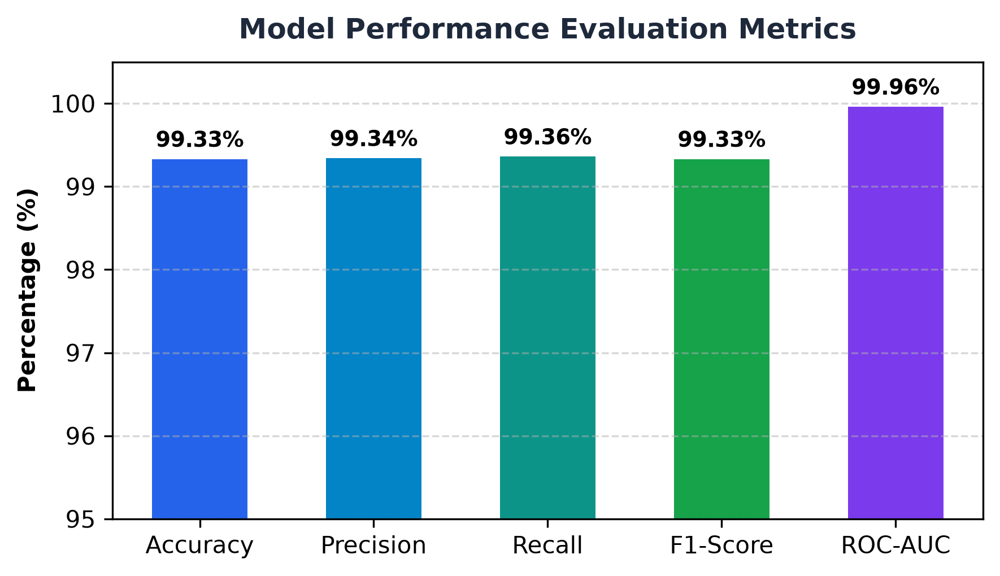 Model Performance Evaluation Metrics
Percentage (%)
100
99
98
97
96
95
99.33%
99.34%
99.36%
99.33%
99.96%
Accuracy
Precision
Recall
F1-Score
ROC-AUC